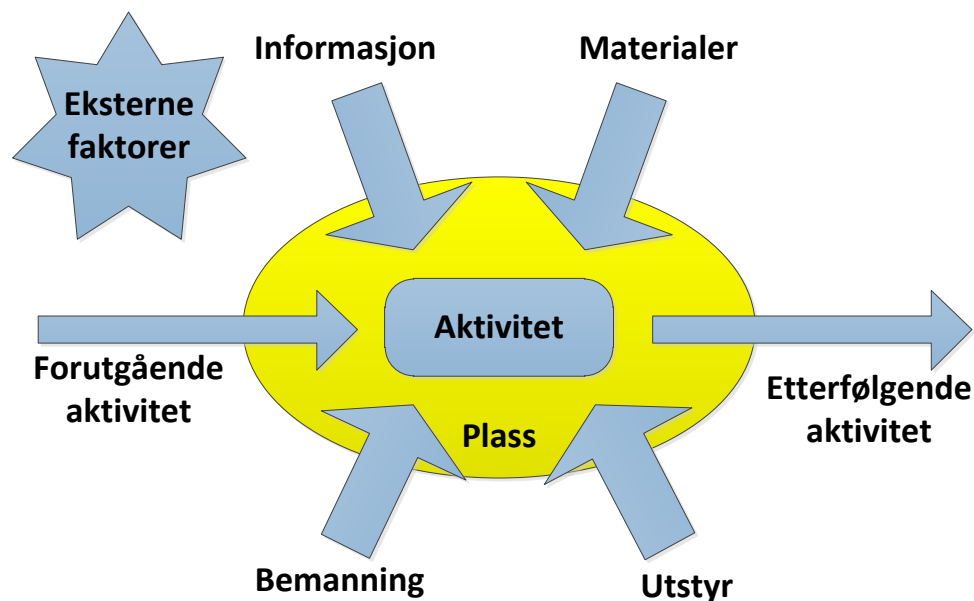 Informasjon
Materialer
Eksterne
faktorer
Aktivitet
Forutgående
aktivitet
Etterfølgende
aktivitet
Plass
Bemanning
Utstyr